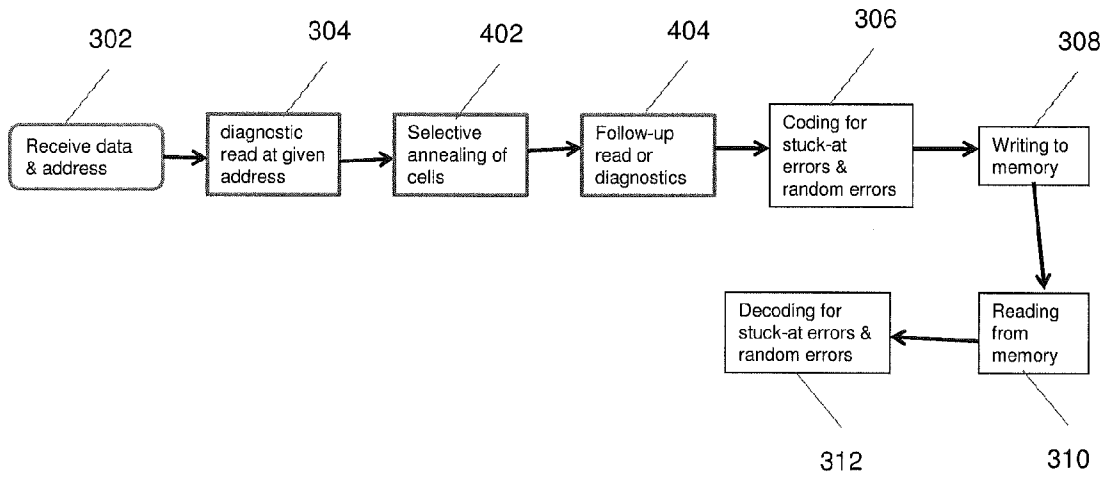 302
304
402
404
306
308
Receive data
& address
diagnostic
read at given
address
Selective
annealing of
cells
Follow-up
read or
diagnostics
Coding for
stuck-at
errors &
random errors
Writing to
memory
Decoding for
stuck-at errors &
random errors
Reading
from
memory
312
310